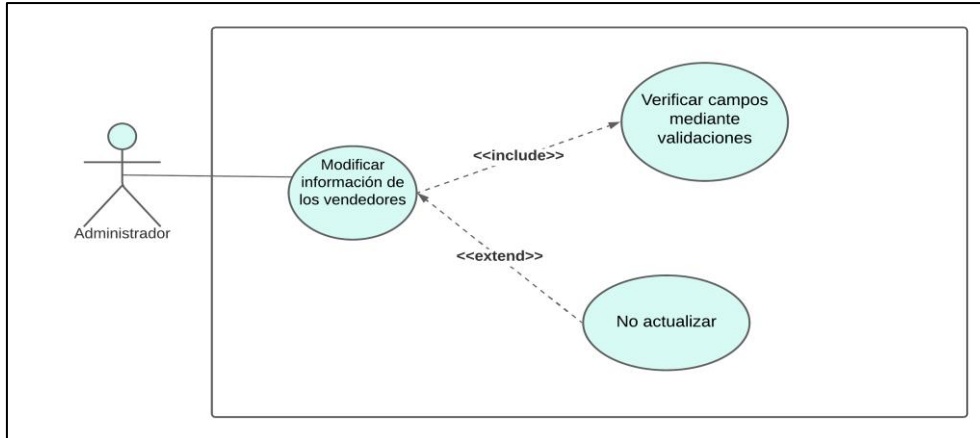 Administrador
Modificar
información de
los vendedores
<<include>>
Verificar campos
mediante
validaciones
<<extend>>
No actualizar